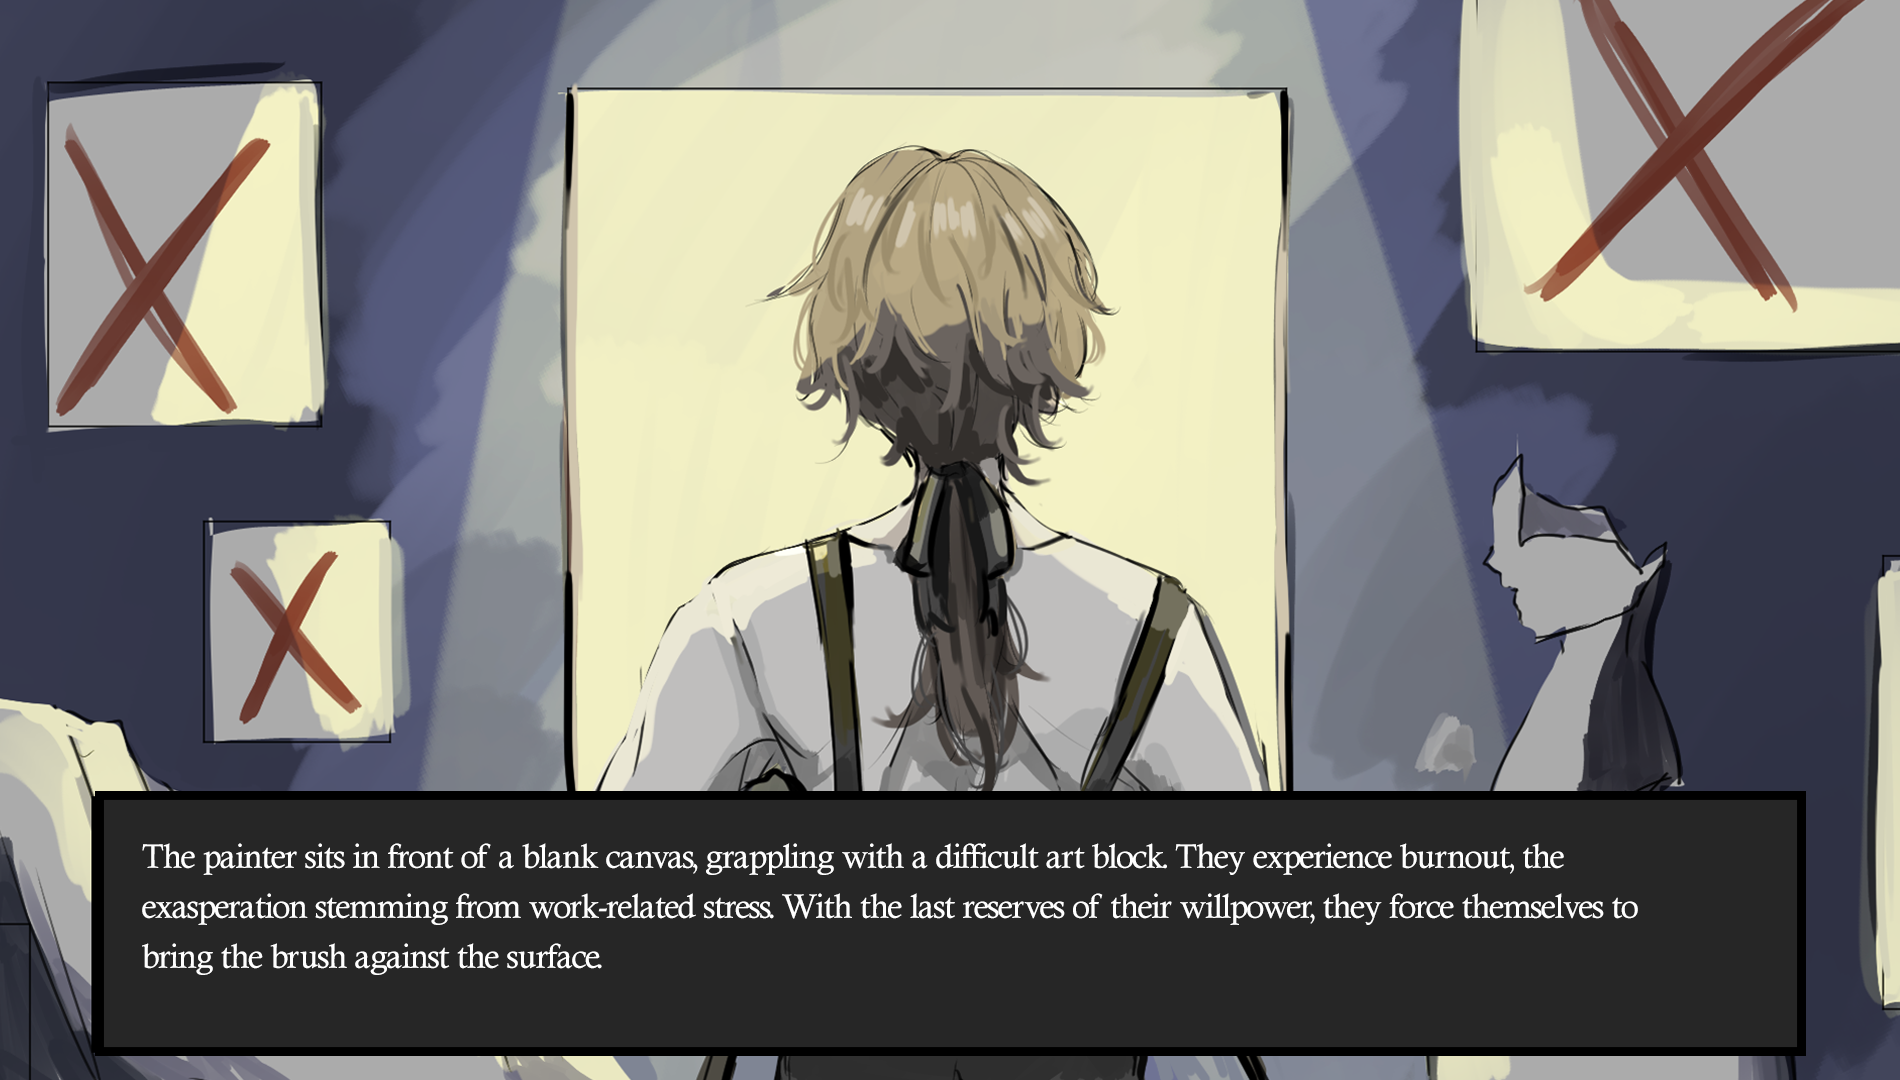 The painter sits in front of a blank canvas, grappling with a difficult art block. They experience burnout, the
exasperation stemming from work-related stress. With the last reserves of their willpower, they force themselves to
bring the brush against the surface.